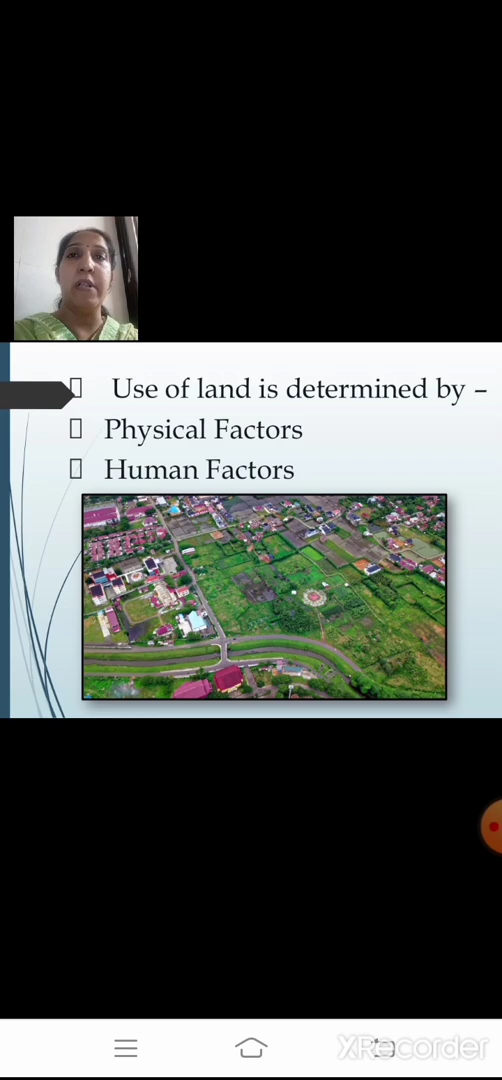 Use of land is determined by –
Physical Factors
Human Factors
XRecorder